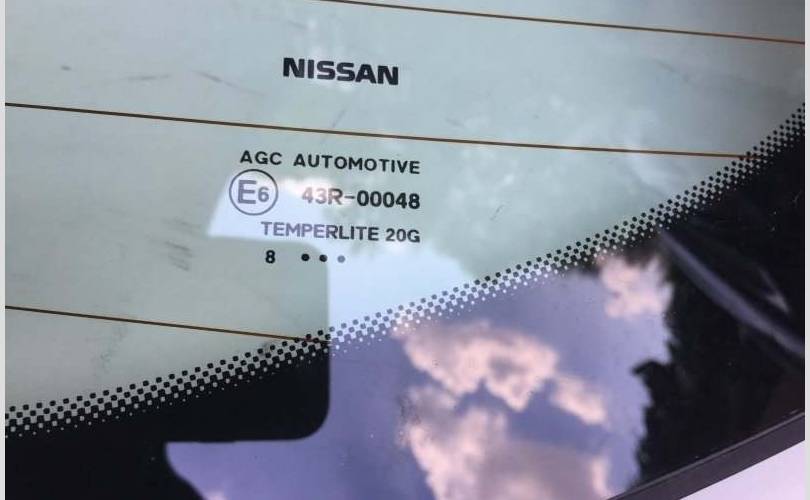 NISSAN
AGC AUTOMOTIVE
E6 43R-00048
TEMPERLITE 20G
8 •••